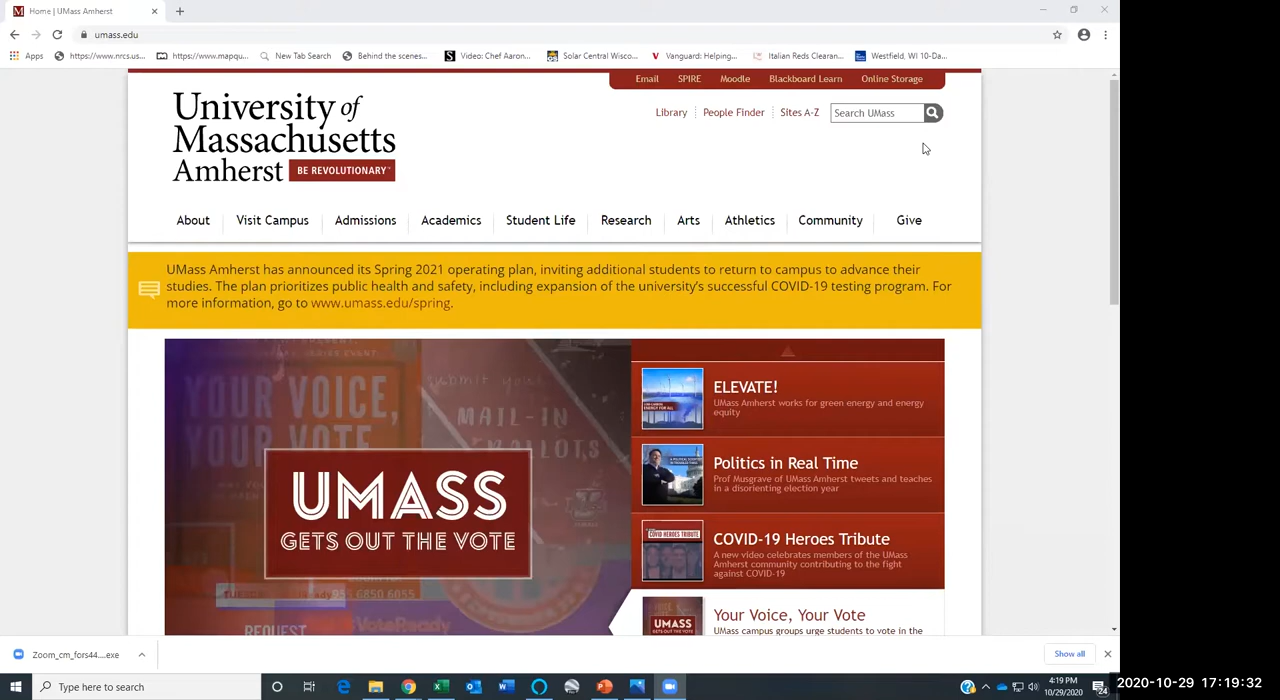 Home | UMass Amherst
umass.edu
Apps
https://www.nrcs.us...
https://www.mapqu...
New Tab Search
Behind the scenes...
Video: Chef Aaron...
Solar Central Wisco...
Vanguard: Helping...
Italian Reds Clearan...
Westfield, WI 10-Da...
Email SPIRE Moodle Blackboard Learn Online Storage
Library People Finder Sites A-Z Search UMass
University of
Massachusetts
Amherst BE REVOLUTIONARY
About Visit Campus Admissions Academics Student Life Research Arts Athletics Community Give
UMass Amherst has announced its Spring 2021 operating plan, inviting additional students to return to campus to advance their
studies. The plan prioritizes public health and safety, including expansion of the university's successful COVID-19 testing program. For
more information, go to www.umass.edu/spring.
YOUR VOICE,
YOUR VOTE
MAIL-IN
BALLOTS
UMASS
GETS OUT THE VOTE
REQUEST
ELEVATE!
UMass Amherst works for green energy and energy
equity
Politics in Real Time
Prof Musgrave of UMass Amherst tweets and teaches
in a disorienting election year
COVID HEROES TRIBUTE
COVID-19 Heroes Tribute
A new video celebrates members of the UMass
Amherst community contributing to the fight
against COVID-19
UMASS
Your Voice, Your Vote
UMass campus groups urge students to vote in the
Zoom_cm_fors44....exe
Show all
Type here to search
4:19 PM
10/29/2020
24
2020-10-29 17:19:32